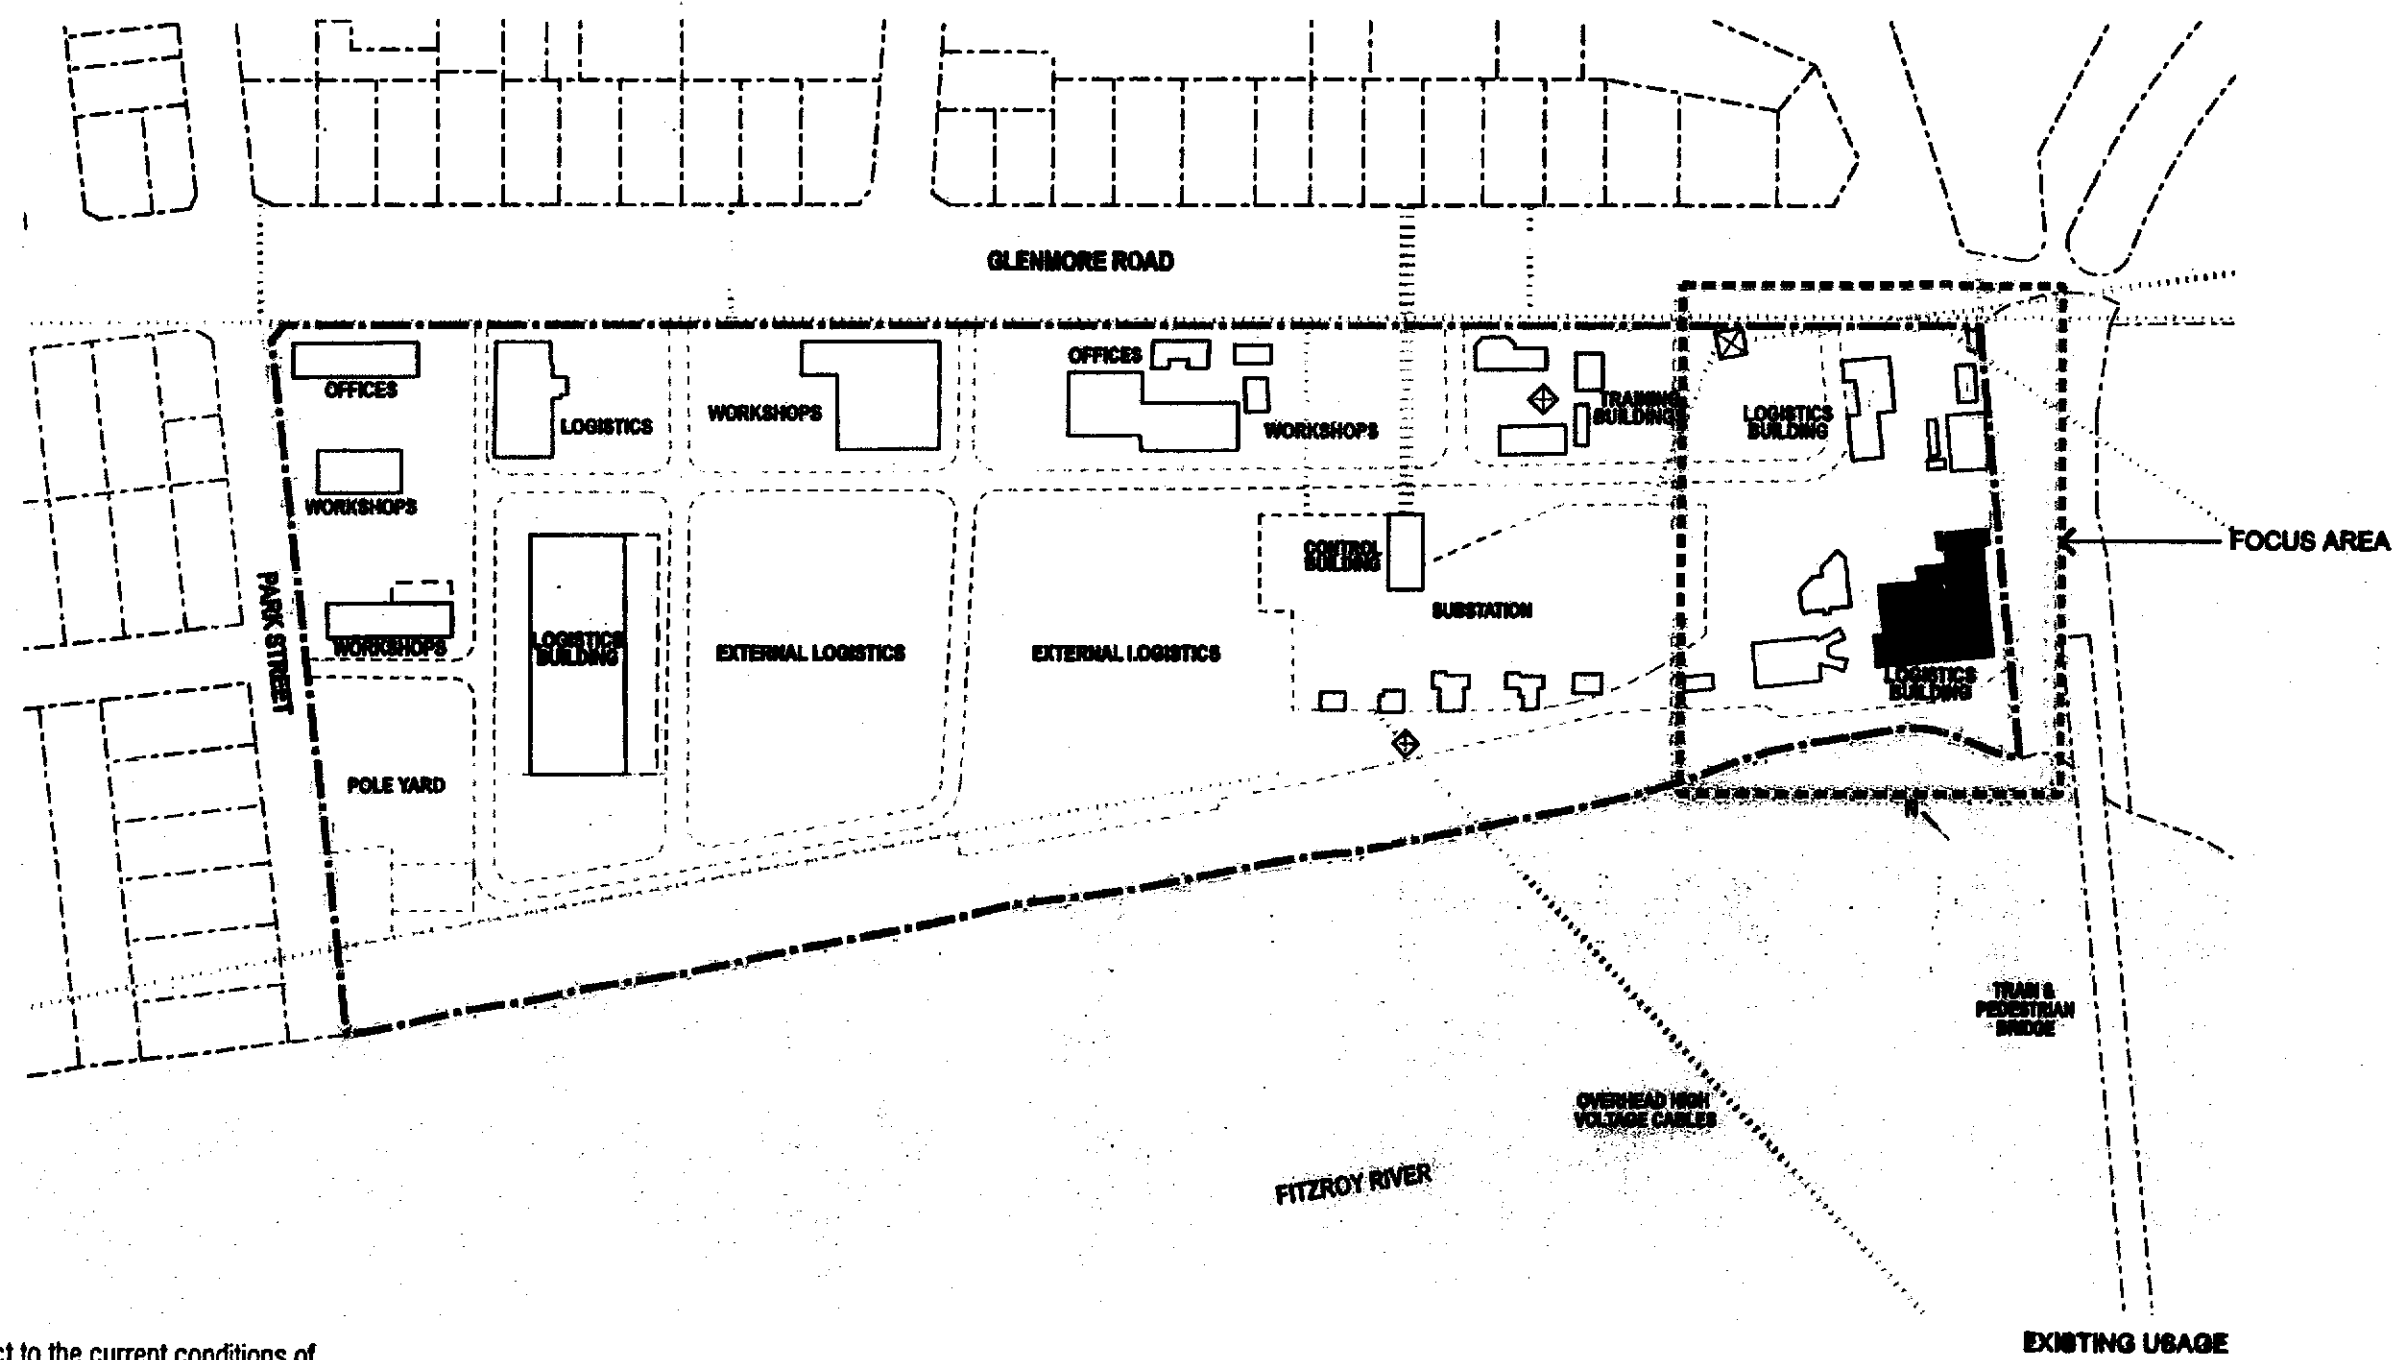 GLENMORE ROAD
OFFICES
OFFICES
LOGISTICS
WORKSHOPS
WORKSHOPS
TRAINING
BUILDING
LOGISTICS
BUILDING
WORKSHOPS
CONTROL
BUILDING
FOCUS AREA
PARK STREET
SUBSTATION
WORKSHOPS
LOGISTICS
BUILDING
EXTERNAL LOGISTICS
EXTERNAL LOGISTICS
LOGISTICS
BUILDING
POLE YARD
N
TRAIN &
PEDESTRIAN
BRIDGE
OVERHEAD HIGH
VOLTAGE CABLES
FITZROY RIVER
EXISTING USAGE
ct to the current conditions of